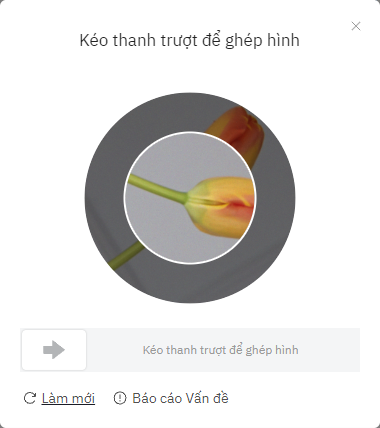 Kéo thanh trượt để ghép hình
Kéo thanh trượt để ghép hình
Làm mới
Báo cáo Vấn đề